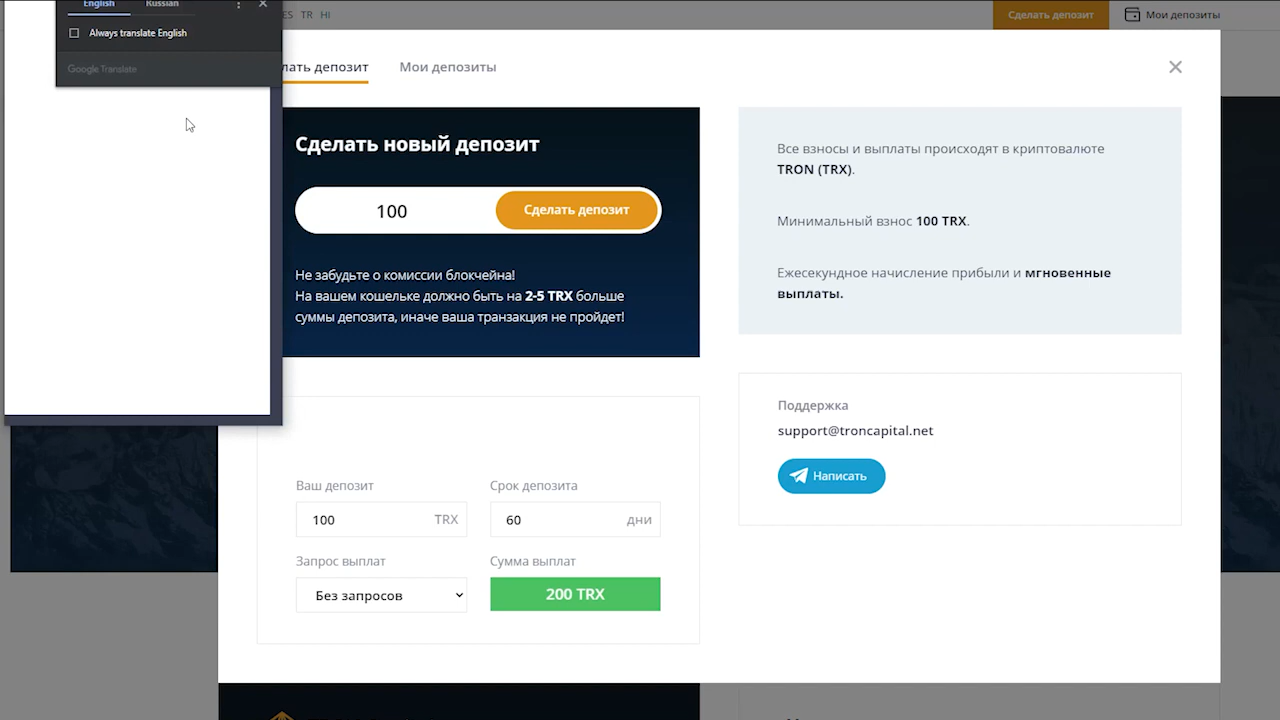 English Russian
Always translate English
Google Translate
ES TR HI
Сделать депозит
Мои депозиты
лать депозит
Мои депозиты
Сделать новый депозит
100
Сделать депозит
Не забудьте о комиссии блокчейна!
На вашем кошельке должно быть на 2-5 TRX больше
суммы депозита, иначе ваша транзакция не пройдет!
Все взносы и выплаты происходят в криптовалюте
TRON (TRX).
Минимальный взнос 100 TRX.
Ежесекундное начисление прибыли и мгновенные
выплаты.
Ваш депозит
100 TRX
Срок депозита
60 дни
Запрос выплат
Без запросов
Сумма выплат
200 TRX
Поддержка
support@troncapital.net
Написать